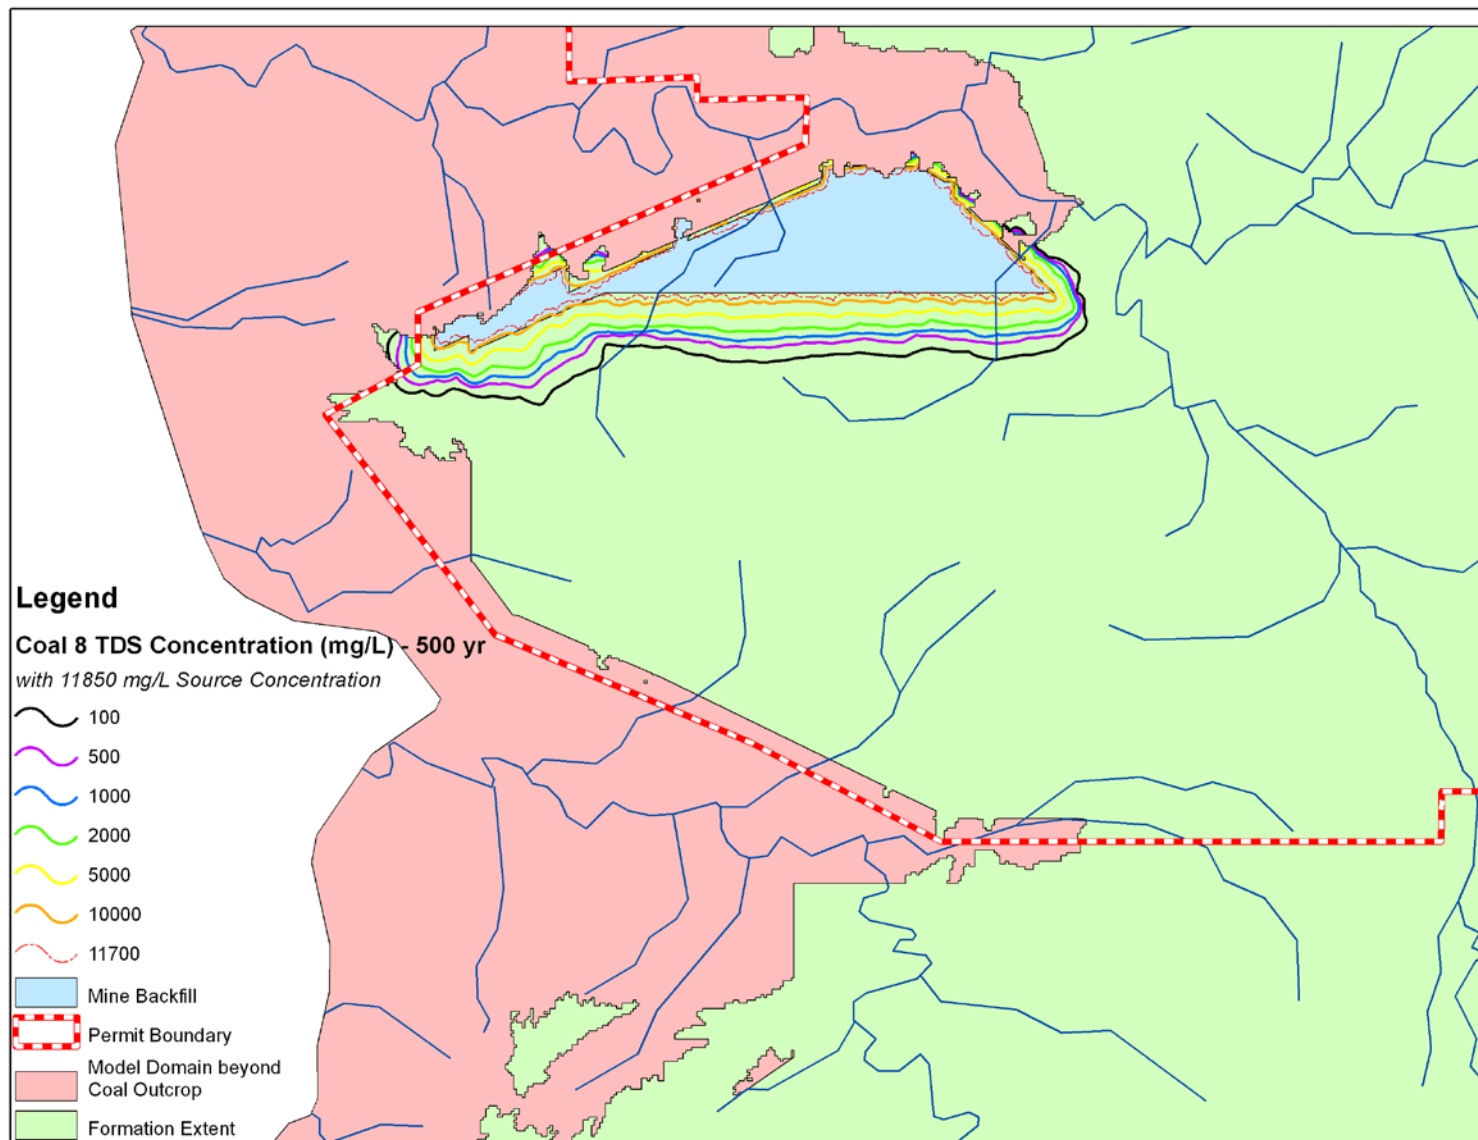 Legend
Coal 8 TDS Concentration (mg/L) - 500 yr
with 11850 mg/L Source Concentration
100
500
1000
2000
5000
10000
11700
Mine Backfill
Permit Boundary
Model Domain beyond
Coal Outcrop
Formation Extent